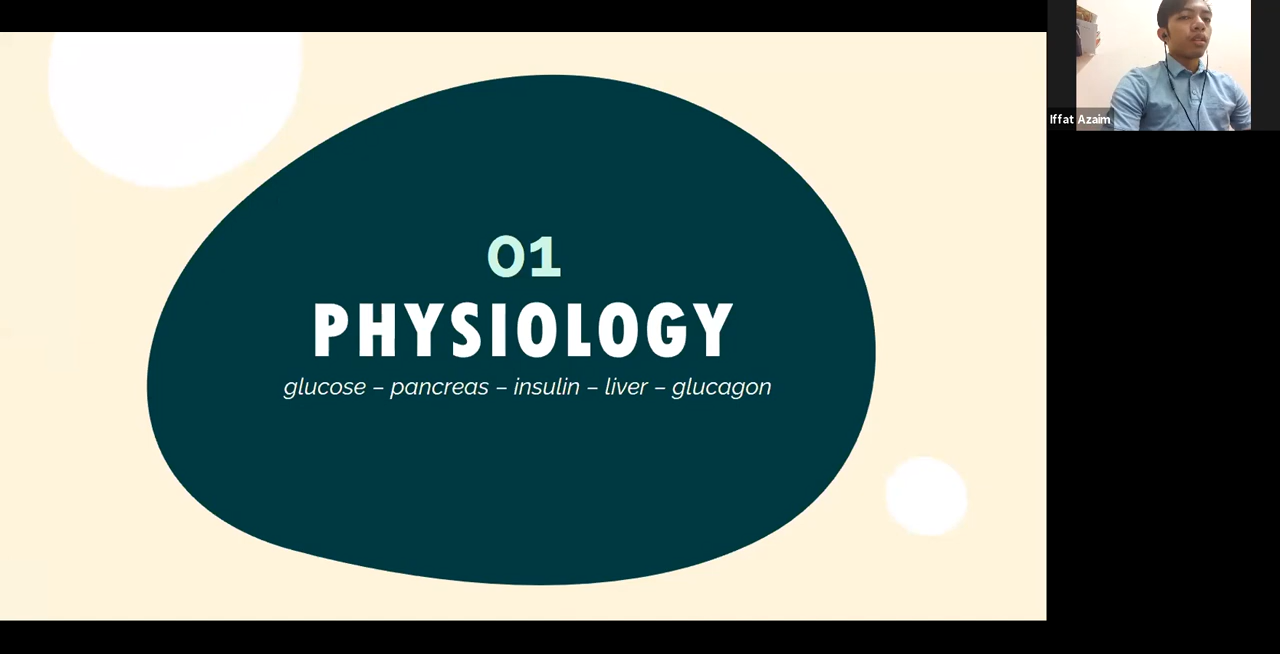 01
PHYSIOLOGY
glucose – pancreas – insulin – liver – glucagon
Iffat Azaim